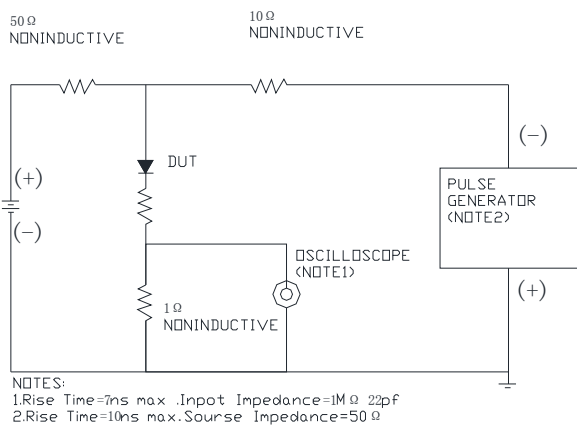 50Ω
NONINDUCTIVE
10Ω
NONINDUCTIVE
(−)
DUT
(+)
PULSE
GENERATOR
(NOTE2)
(−)
OSCILLOSCOPE
(NOTE1)
(+)
1Ω
NONINDUCTIVE
NOTES:
1.Rise Time=7ns max .Inpot Impedance=1MΩ 22pf
2.Rise Time=10ns max.Sourse Impedance=50Ω